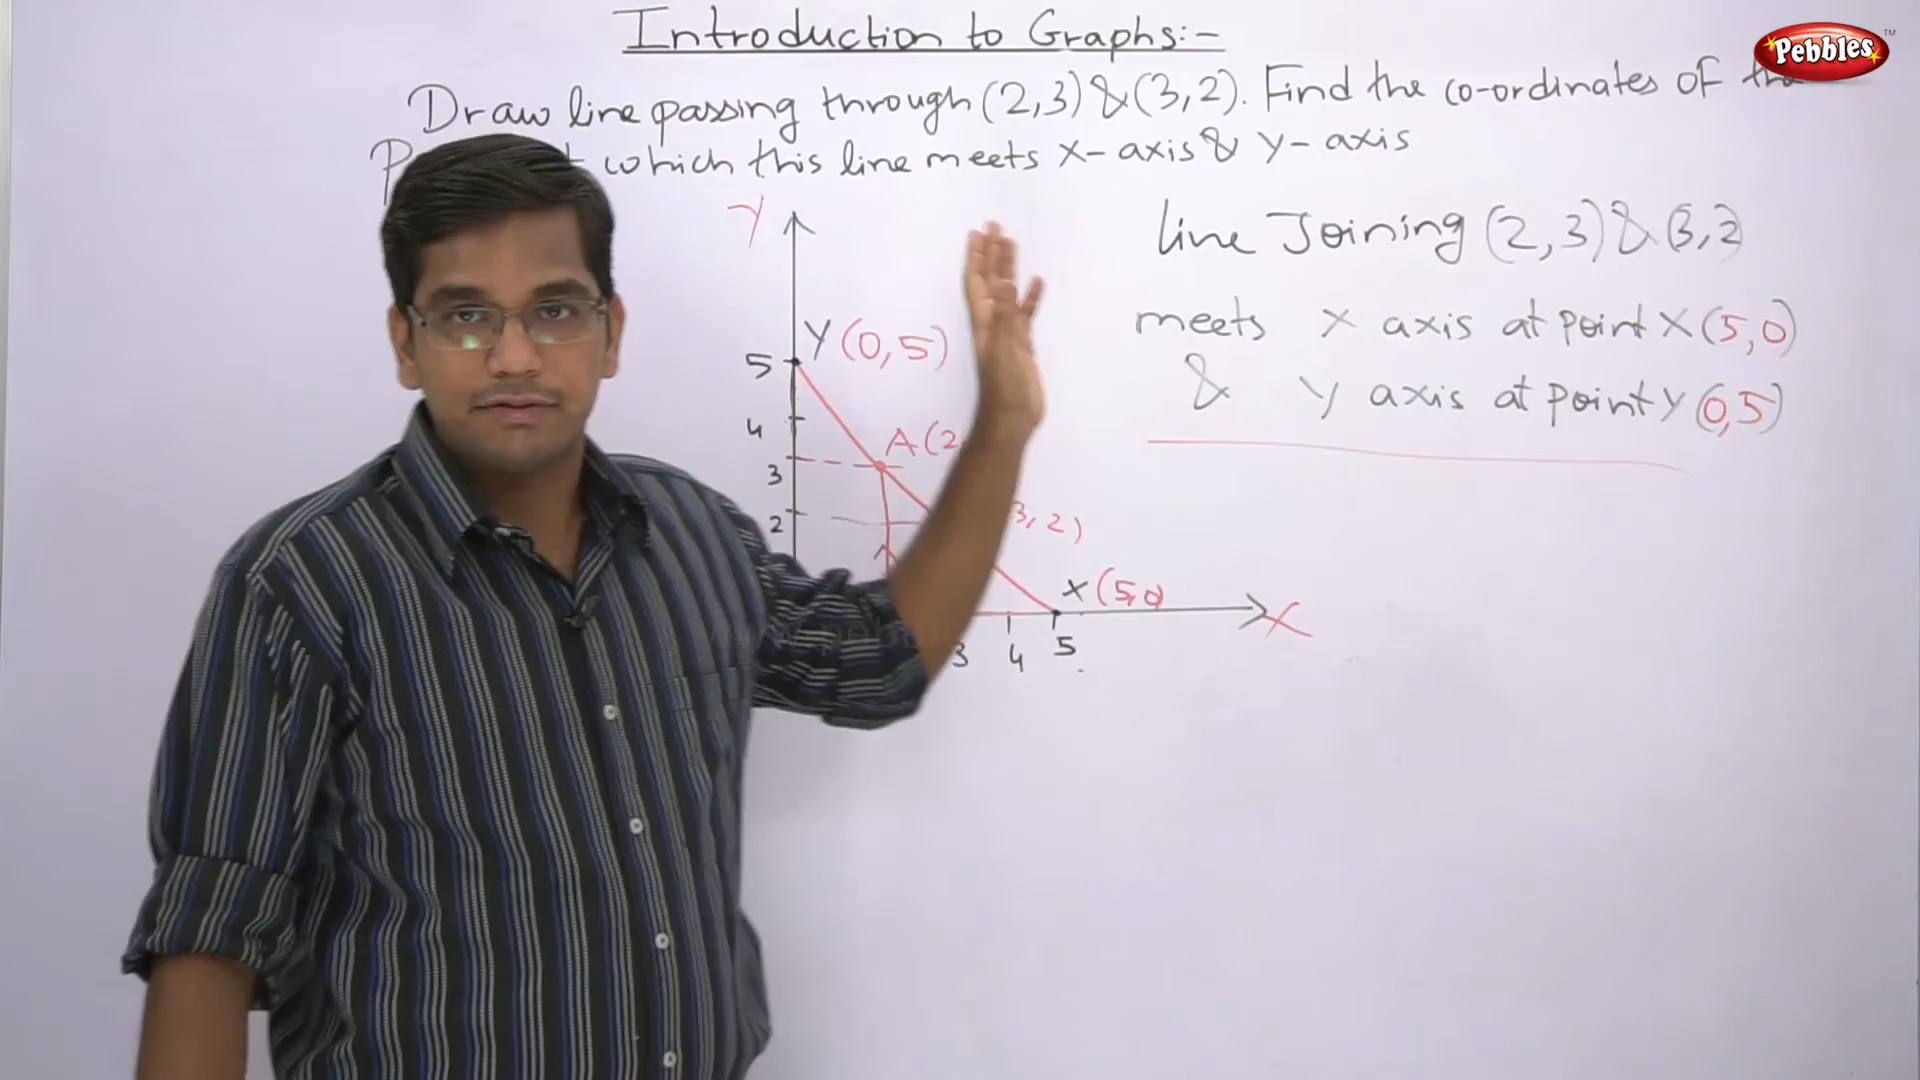 Introduction to Graphs:-
Pebbles™
Draw line passing through (2,3) & (3,2). Find the co-ordinates of the
which this line meets X-axis & Y-axis
Y
line Joining (2,3) & (3,2
Y (0,5)
meets X axis at point X (5,0)
5
& Y axis at point Y (0,5)
4
A (2
3
2
3, 2)
X (5,0
X
3 4 5